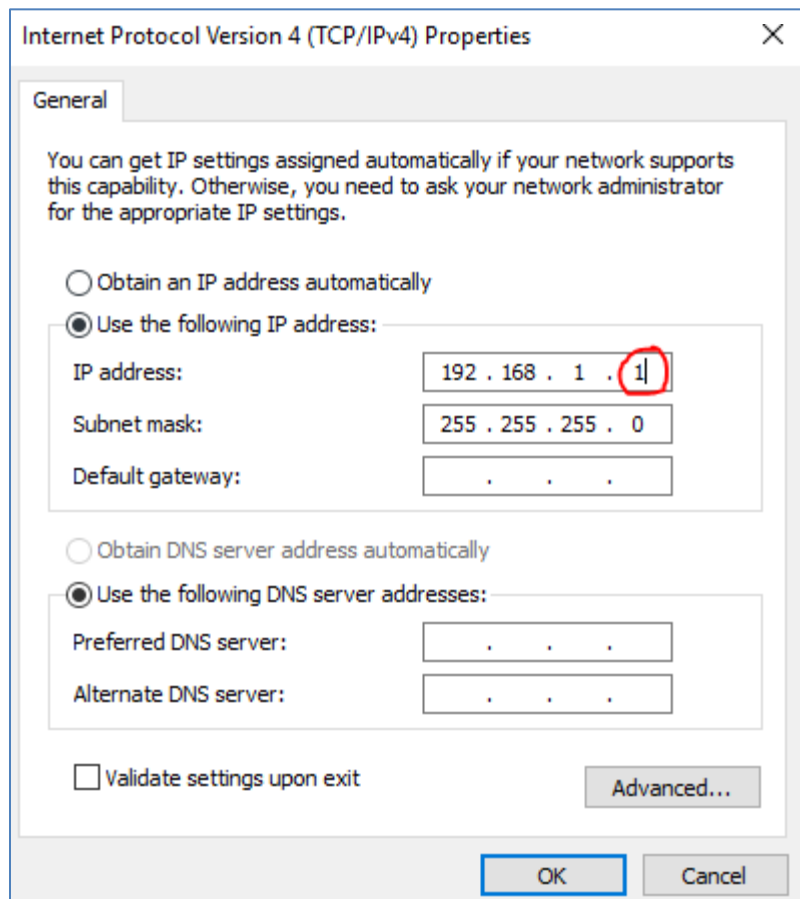 Internet Protocol Version 4 (TCP/IPv4) Properties
General
You can get IP settings assigned automatically if your network supports
this capability. Otherwise, you need to ask your network administrator
for the appropriate IP settings.
Obtain an IP address automatically
Use the following IP address:
IP address: 192 . 168 . 1 . 1
Subnet mask: 255 . 255 . 255 . 0
Default gateway: . . .
Obtain DNS server address automatically
Use the following DNS server addresses:
Preferred DNS server: . . .
Alternate DNS server: . . .
Validate settings upon exit
Advanced...
OK Cancel